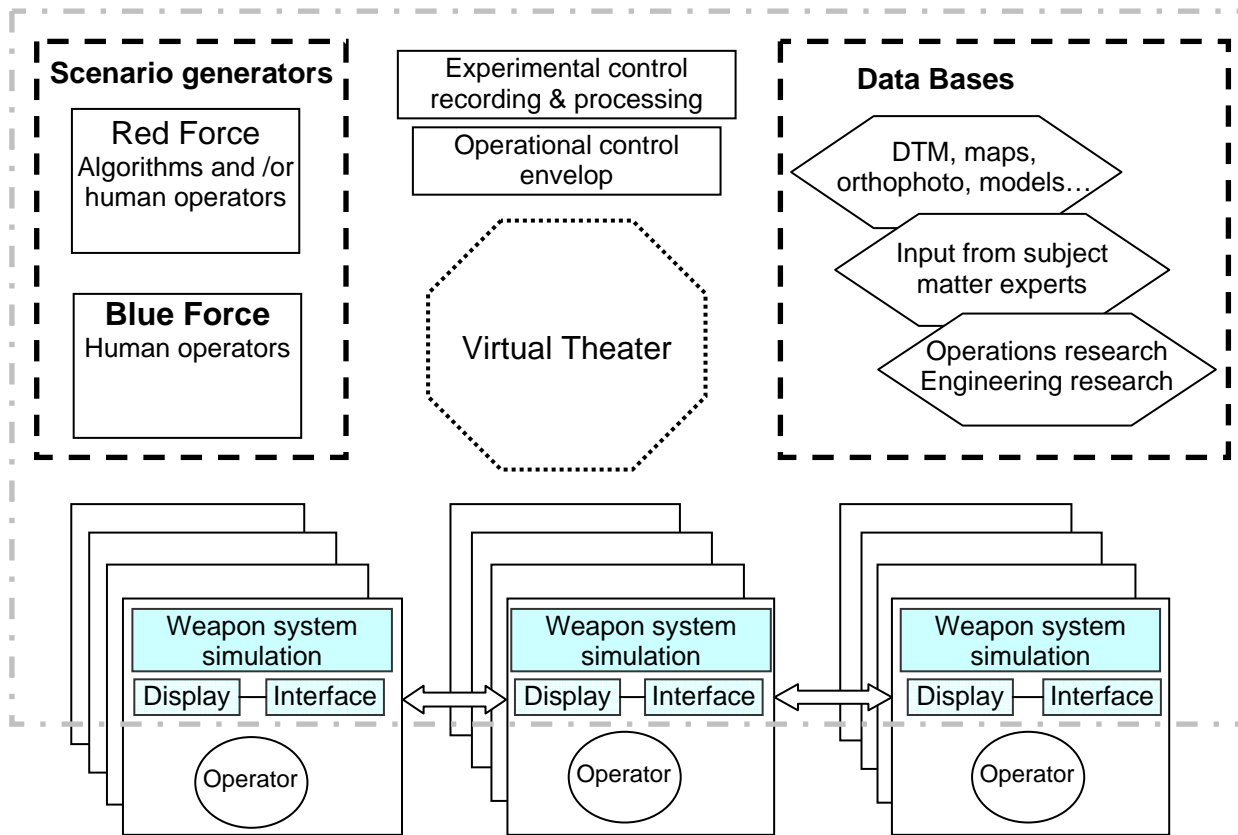 Scenario generators
Red Force
Algorithms and /or
human operators
Blue Force
Human operators
Experimental control
recording & processing
Operational control
envelop
Virtual Theater
Data Bases
DTM, maps,
orthophoto, models…
Input from subject
matter experts
Operations research
Engineering research
Weapon system
simulation
Display
Interface
Operator
Weapon system
simulation
Display
Interface
Operator
Weapon system
simulation
Display
Interface
Operator